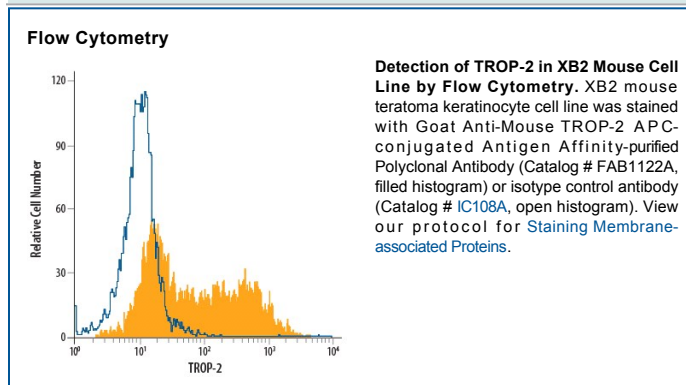 Flow Cytometry
120
90
60
30
0
10⁰ 10¹ 10² 10³ 10⁴
Relative Cell Number
TROP-2
Detection of TROP-2 in XB2 Mouse Cell
Line by Flow Cytometry. XB2 mouse
teratoma keratinocyte cell line was stained
with Goat Anti-Mouse TROP-2 APC-
conjugated Antigen Affinity-purified
Polyclonal Antibody (Catalog # FAB1122A,
filled histogram) or isotype control antibody
(Catalog # IC108A, open histogram). View
our protocol for Staining Membrane-
associated Proteins.